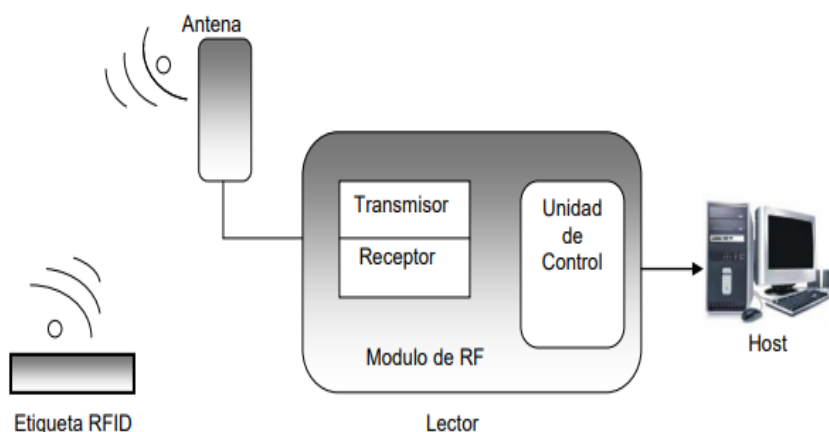 Antena
Transmisor
Receptor
Unidad
de
Control
Modulo de RF
Host
Etiqueta RFID
Lector